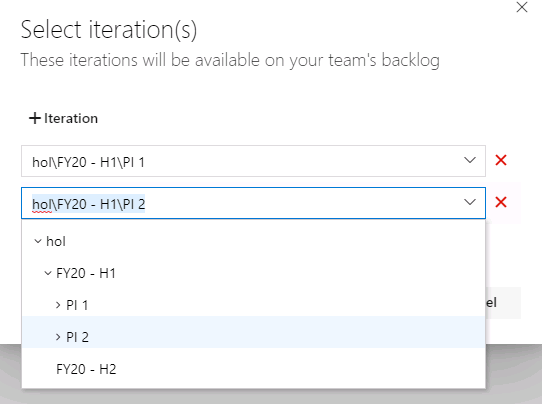 Select iteration(s)
These iterations will be available on your team's backlog
+ Iteration
hol\FY20 - H1\PI 1
hol\FY20 - H1\PI 2
hol
FY20 - H1
PI 1
PI 2
el
FY20 - H2